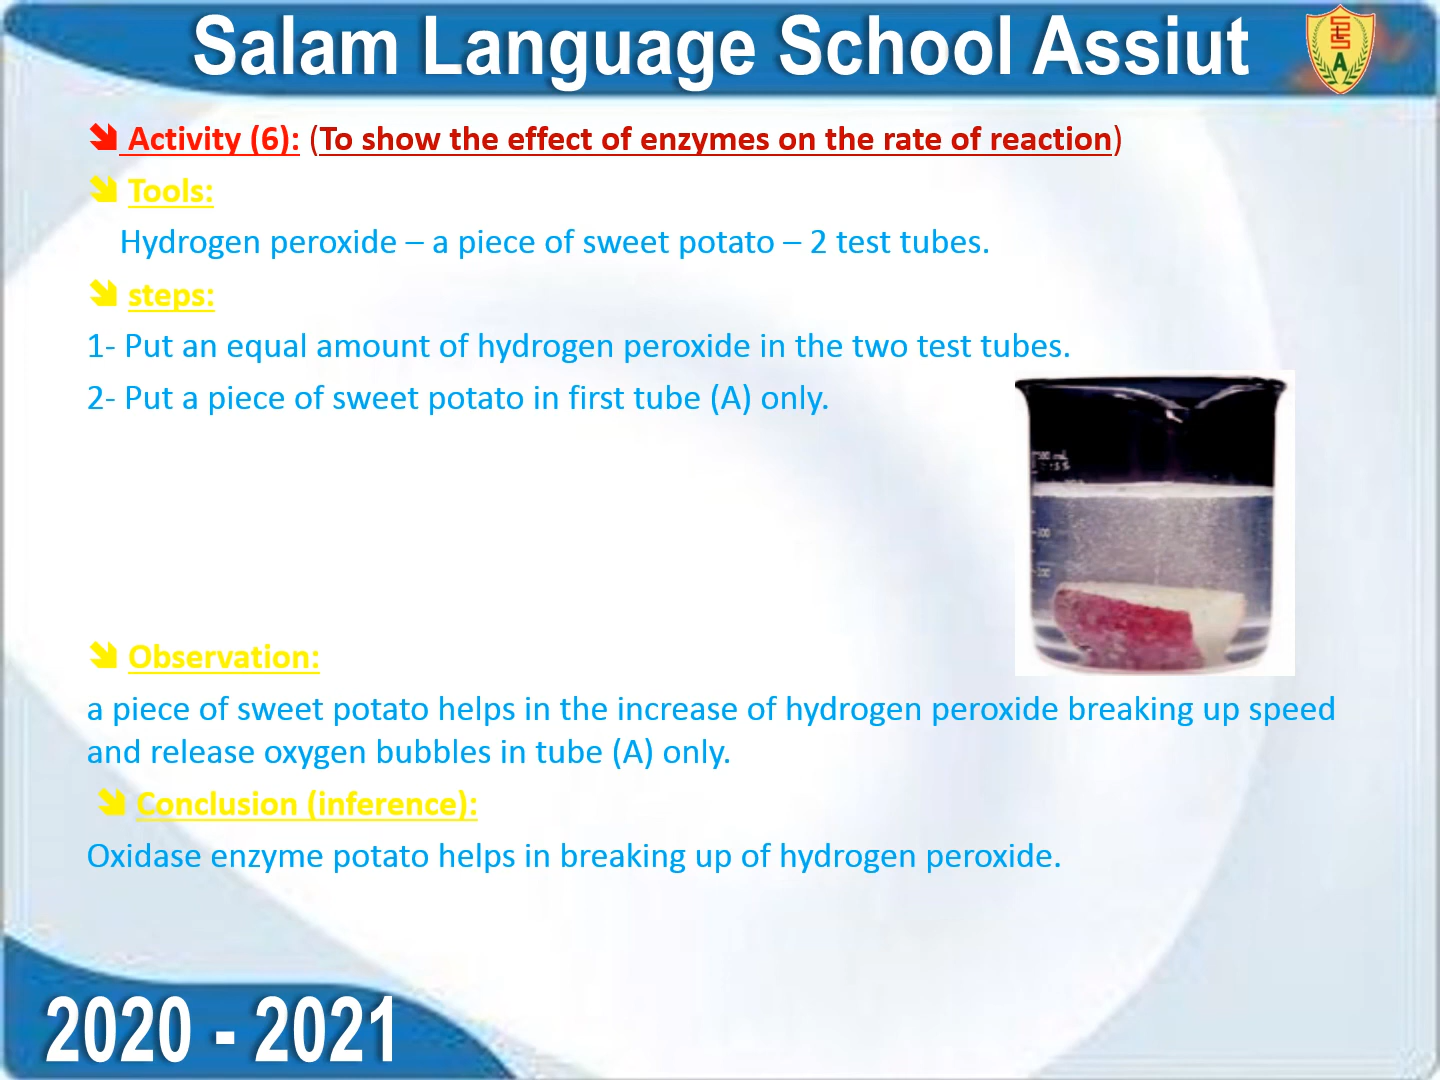 Salam Language School Assiut
Activity (6): (To show the effect of enzymes on the rate of reaction)
Tools:
Hydrogen peroxide – a piece of sweet potato – 2 test tubes.
steps:
1- Put an equal amount of hydrogen peroxide in the two test tubes.
2- Put a piece of sweet potato in first tube (A) only.
Observation:
a piece of sweet potato helps in the increase of hydrogen peroxide breaking up speed
and release oxygen bubbles in tube (A) only.
Conclusion (inference):
Oxidase enzyme potato helps in breaking up of hydrogen peroxide.
2020 - 2021